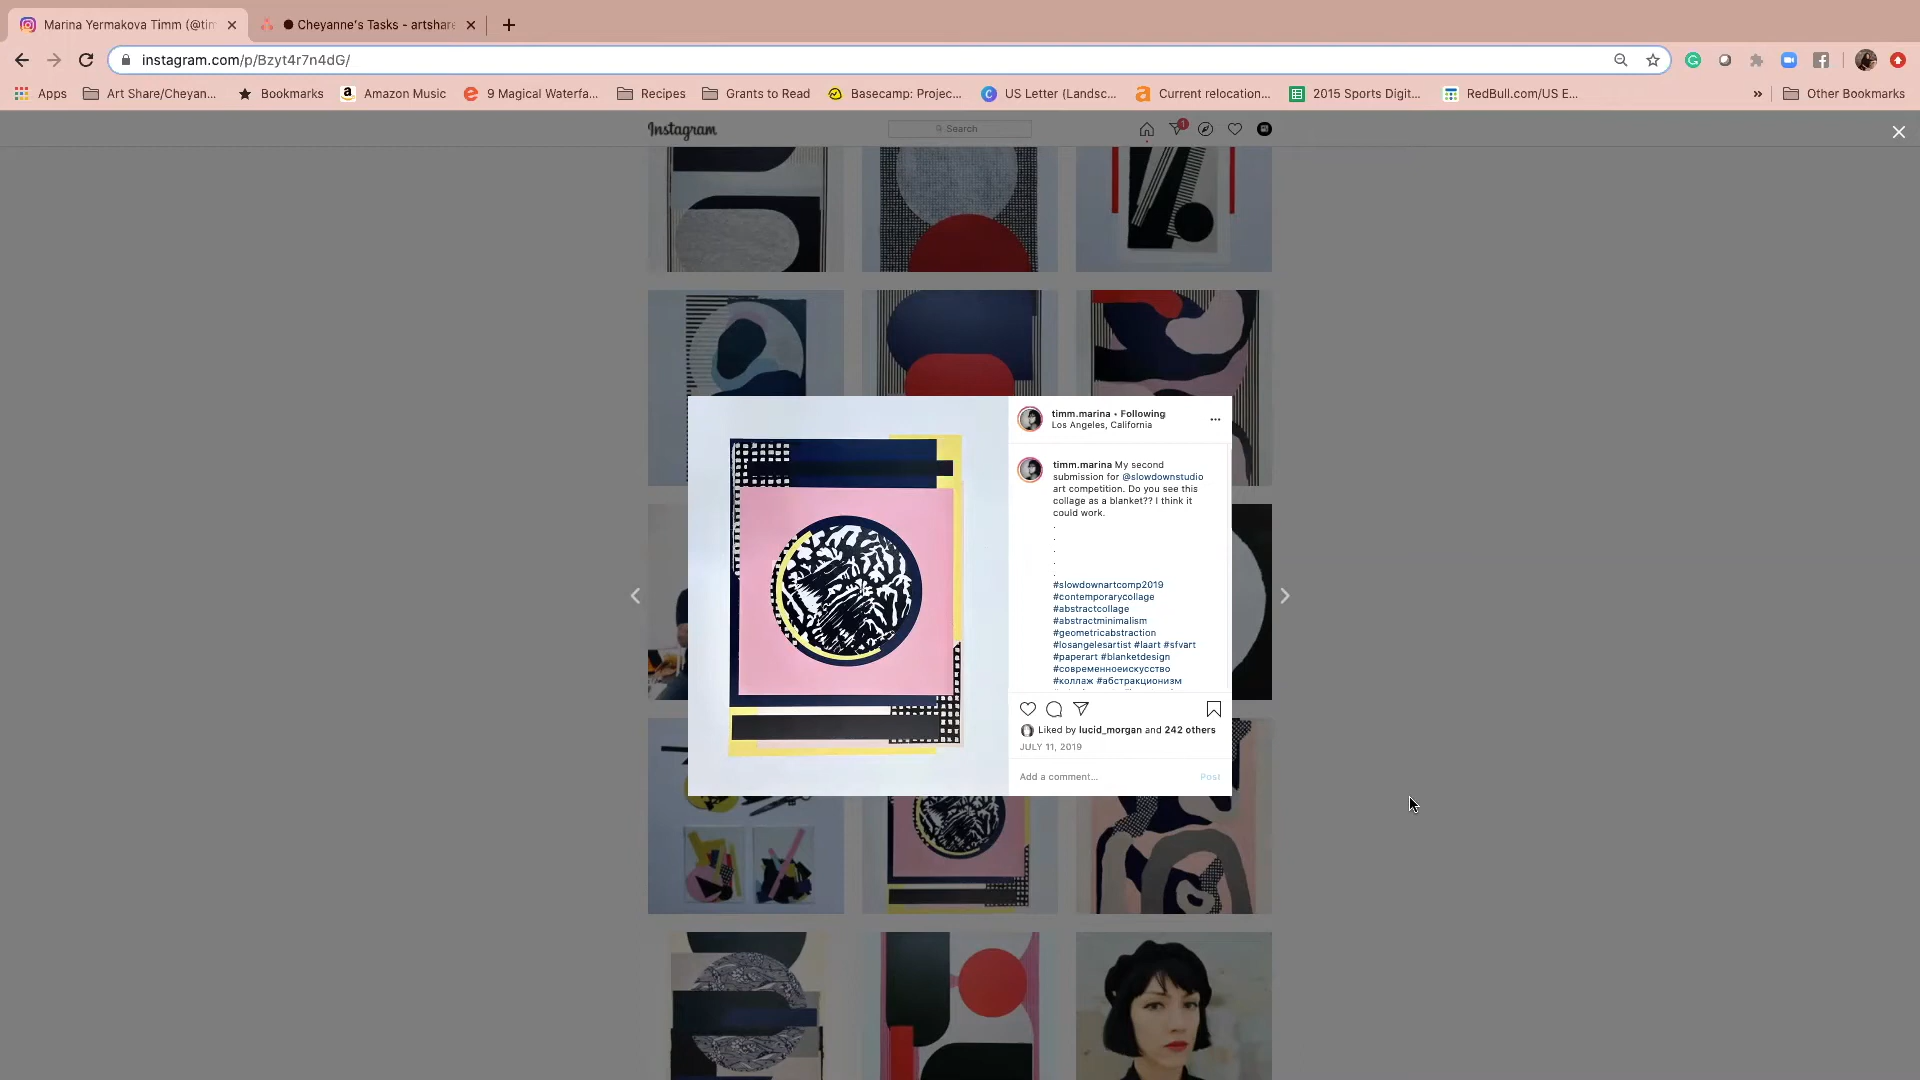 Marina Yermakova Timm (@tim
Cheyanne's Tasks - artshare
instagram.com/p/Bzyt4r7n4dG/
Apps
Art Share/Cheyan...
Bookmarks
Amazon Music
9 Magical Waterfa...
Recipes
Grants to Read
Basecamp: Projec...
US Letter (Landsc...
Current relocation...
2015 Sports Digit...
RedBull.com/US E...
»
Other Bookmarks
Instagram
Search
1
timm.marina • Following
Los Angeles, California
timm.marina My second
submission for @slowdownstudio
art competition. Do you see this
collage as a blanket?? I think it
could work.
.
.
.
.
.
#slowdownartcomp2019
#contemporarycollage
#abstractcollage
#abstractminimalism
#geometricabstraction
#losangelesartist #laart #sfvart
#paperart #blanketdesign
#современноеискусство
#коллаж #абстракционизм
Liked by lucid_morgan and 242 others
JULY 11, 2019
Add a comment...
Post